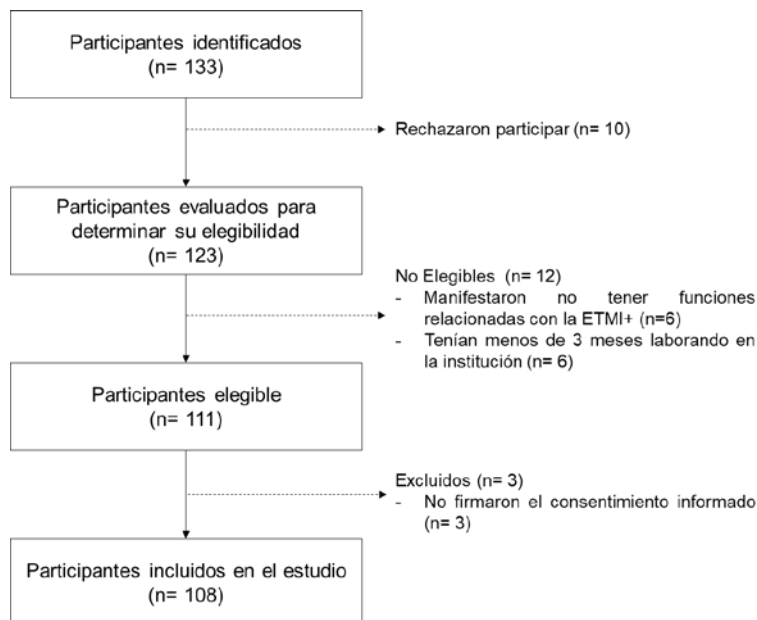 Participantes identificados
(n= 133)
Rechazaron participar (n= 10)
Participantes evaluados para
determinar su elegibilidad
(n= 123)
No Elegibles (n= 12)
- Manifestaron no tener funciones
relacionadas con la ETMI+ (n=6)
- Tenían menos de 3 meses laborando en
la institución (n= 6)
Participantes elegible
(n= 111)
Excluidos (n= 3)
- No firmaron el consentimiento informado
(n= 3)
Participantes incluidos en el estudio
(n= 108)